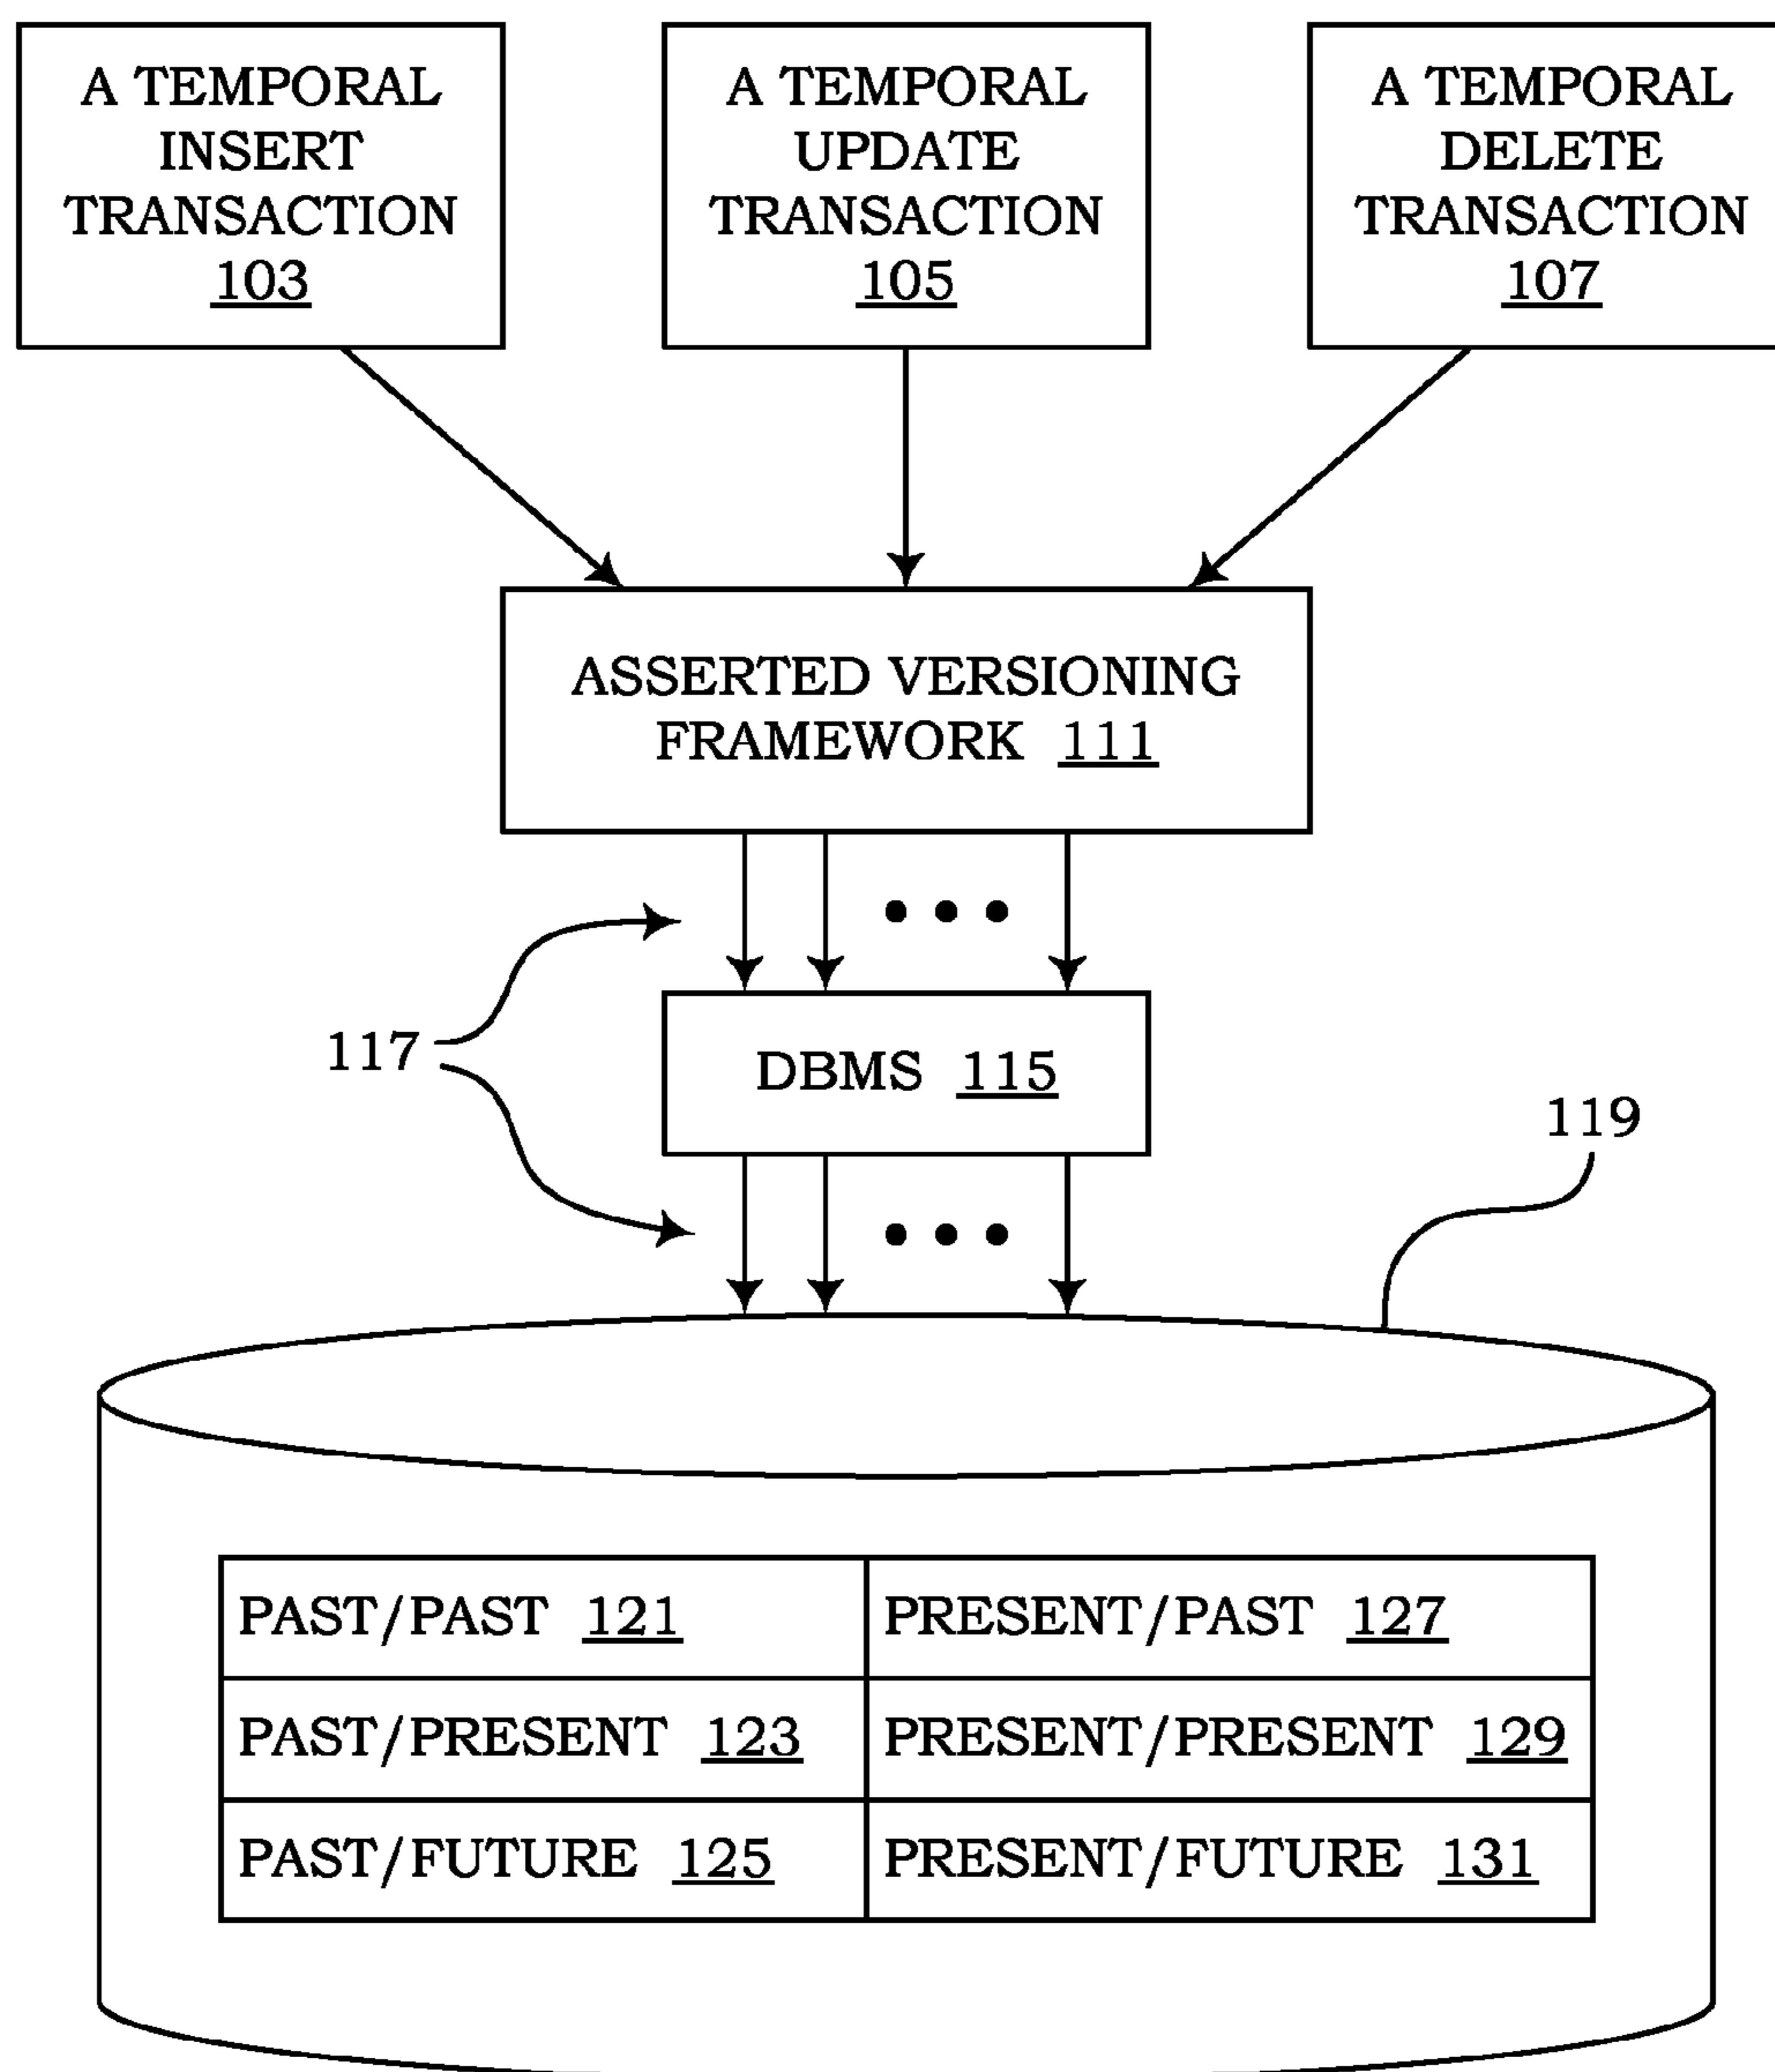 A TEMPORAL
INSERT
TRANSACTION
103
A TEMPORAL
UPDATE
TRANSACTION
105
A TEMPORAL
DELETE
TRANSACTION
107
ASSERTED VERSIONING
FRAMEWORK 111
117
DBMS 115
119
PAST/PAST 121
PRESENT/PAST 127
PAST/PRESENT 123
PRESENT/PRESENT 129
PAST/FUTURE 125
PRESENT/FUTURE 131